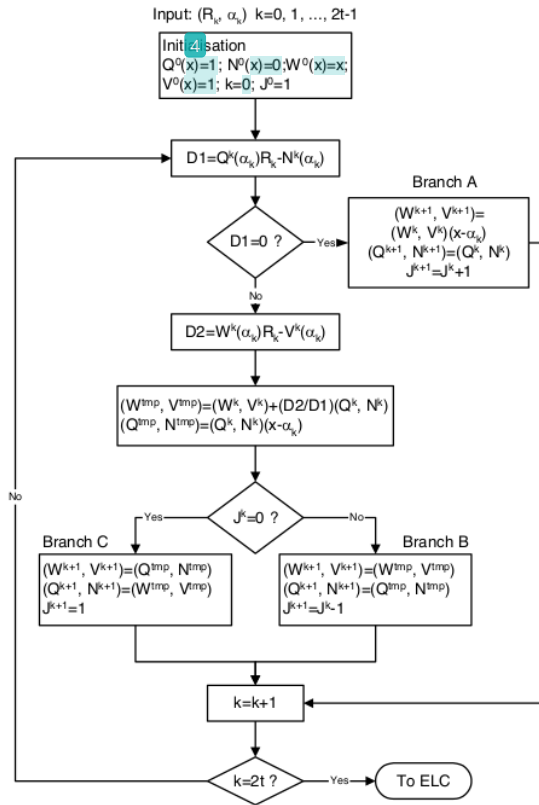 Input: (Rₖ, αₖ) k=0, 1, ..., 2t-1
Initialisation
4
Q⁰(x)=1; N⁰(x)=0;W⁰(x)=x;
V⁰(x)=1; k=0; J⁰=1
D1=Qᵏ(αₖ)Rₖ-Nᵏ(αₖ)
Branch A
D1=0 ?
Yes
(Wᵏ⁺¹, Vᵏ⁺¹)=
(Wᵏ, Vᵏ)(x-αₖ)
(Qᵏ⁺¹, Nᵏ⁺¹)=(Qᵏ, Nᵏ)
Jᵏ⁺¹=Jᵏ+1
No
D2=Wᵏ(αₖ)Rₖ-Vᵏ(αₖ)
(Wᵗᵐᵖ, Vᵗᵐᵖ)=(Wᵏ, Vᵏ)+(D2/D1)(Qᵏ, Nᵏ)
(Qᵗᵐᵖ, Nᵗᵐᵖ)=(Qᵏ, Nᵏ)(x-αₖ)
No
Yes
Jᵏ=0 ?
No
Branch C
(Wᵏ⁺¹, Vᵏ⁺¹)=(Qᵗᵐᵖ, Nᵗᵐᵖ)
(Qᵏ⁺¹, Nᵏ⁺¹)=(Wᵗᵐᵖ, Vᵗᵐᵖ)
Jᵏ⁺¹=1
Branch B
(Wᵏ⁺¹, Vᵏ⁺¹)=(Wᵗᵐᵖ, Vᵗᵐᵖ)
(Qᵏ⁺¹, Nᵏ⁺¹)=(Qᵗᵐᵖ, Nᵗᵐᵖ)
Jᵏ⁺¹=Jᵏ-1
k=k+1
k=2t ?
Yes
To ELC